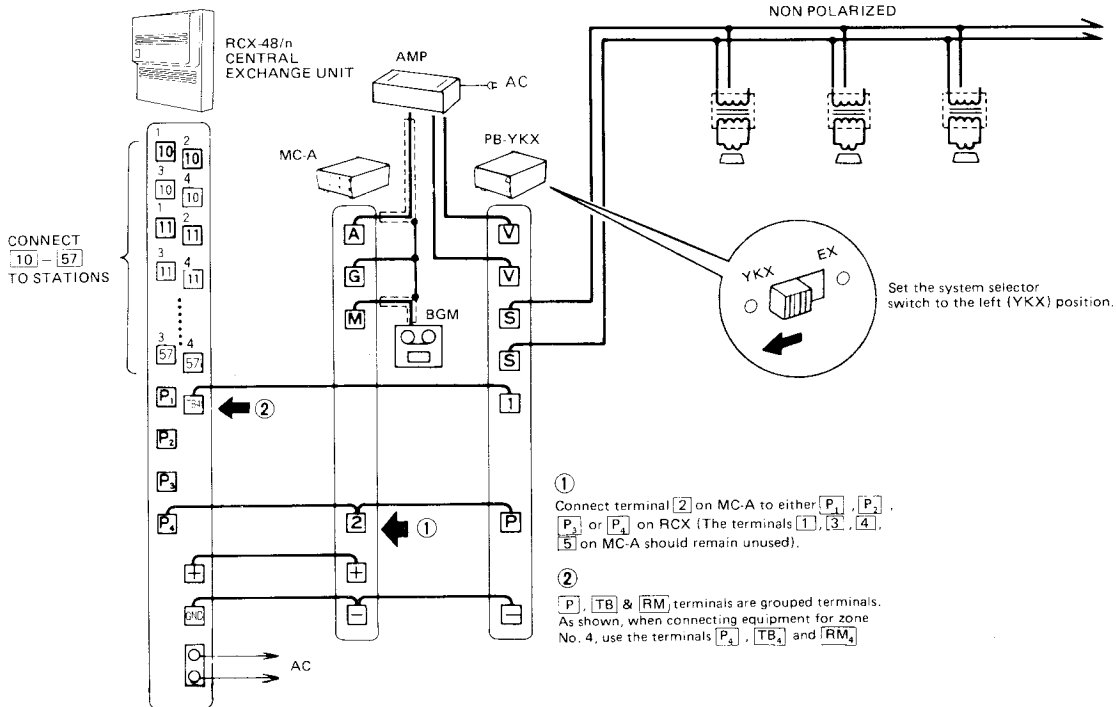 NON POLARIZED
RCX-48/n
CENTRAL
EXCHANGE UNIT
AMP
AC
MC-A
PB-YKX
1
10
2
10
3
10
4
10
1
11
2
11
3
11
4
11
3
57
4
57
CONNECT
10 – 57
TO STATIONS
A
G
M
BGM
V
V
S
S
YKX
EX
Set the system selector
switch to the left (YKX) position.
P₁
TB4
②
1
P₂
P₃
P₄
2
①
P
+
+
GND
−
−
AC
①
Connect terminal 2 on MC-A to either P₁ , P₂ ,
P₃ or P₄ on RCX (The terminals 1 , 3 , 4 ,
5 on MC-A should remain unused).
②
P , TB & RM terminals are grouped terminals.
As shown, when connecting equipment for zone
No. 4, use the terminals P₄ , TB₄ and RM₄